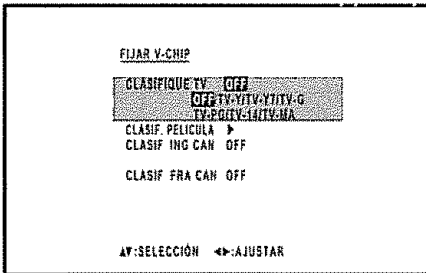 FIJAR V-CHIP
CLASIFIQUE TV OFF
OFF TV-Y/TV-Y7/TV-G
TV-PG/TV-14/TV-MA
CLASIF. PELICULA ▶
CLASIF ING CAN OFF
CLASIF FRA CAN OFF
▲▼:SELECCIÓN ◀▶:AJUSTAR